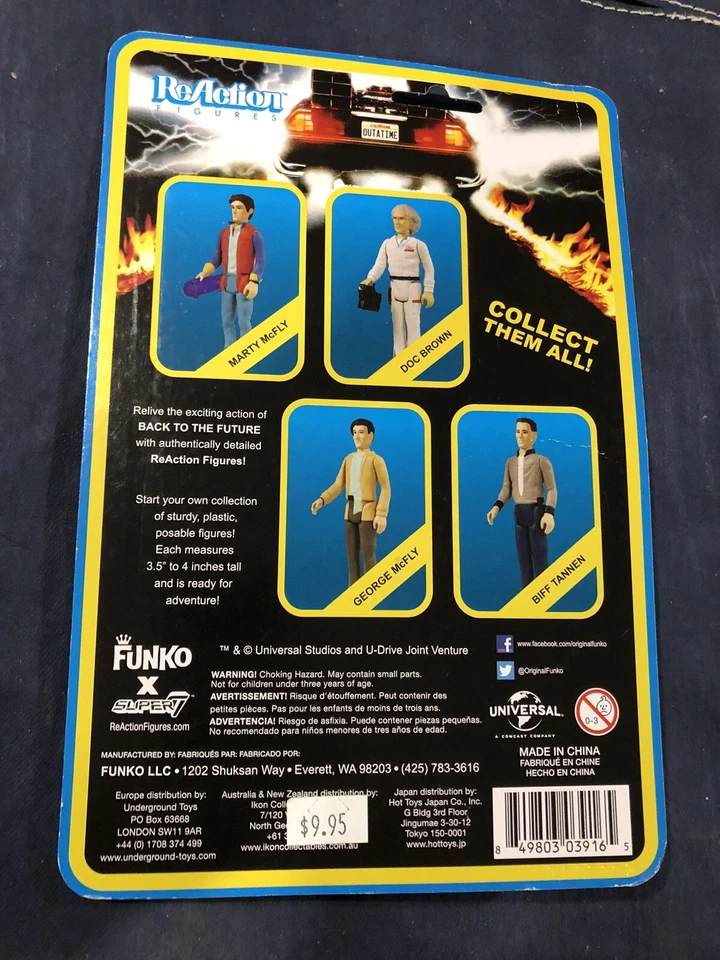 ReAction™
FIGURES
OUTATIME
MARTY McFLY
DOC BROWN
COLLECT
THEM ALL!
Relive the exciting action of
BACK TO THE FUTURE
with authentically detailed
ReAction Figures!
Start your own collection
of sturdy, plastic,
posable figures!
Each measures
3.5" to 4 inches tall
and is ready for
adventure!
GEORGE McFLY
BIFF TANNEN
FUNKO
X
SUPER7™
ReActionFigures.com
™ & © Universal Studios and U-Drive Joint Venture
WARNING! Choking Hazard. May contain small parts.
Not for children under three years of age.
AVERTISSEMENT! Risque d'étouffement. Peut contenir des
petites pièces. Pas pour les enfants de moins de trois ans.
ADVERTENCIA! Riesgo de asfixia. Puede contener piezas pequeñas.
No recomendado para niños menores de tres años de edad.
f www.facebook.com/originalfunko
@OriginalFunko
UNIVERSAL®
A COMCAST COMPANY
0-3
MADE IN CHINA
FABRIQUÉ EN CHINE
HECHO EN CHINA
MANUFACTURED BY: FABRIQUÉS PAR: FABRICADO POR:
FUNKO LLC • 1202 Shuksan Way • Everett, WA 98203 • (425) 783-3616
Europe distribution by:
Underground Toys
PO Box 63668
LONDON SW11 9AR
+44 (0) 1708 374 499
www.underground-toys.com
Australia & New Zealand distribution by:
Ikon
7/120
North
+61
www.ikoncollectables.com.au
$9.95
Japan distribution by:
Hot Toys Japan Co., Inc.
G Bldg 3rd Floor
Jingumae 3-30-12
Tokyo 150-0001
www.hottoys.jp
8 49803 03916 5